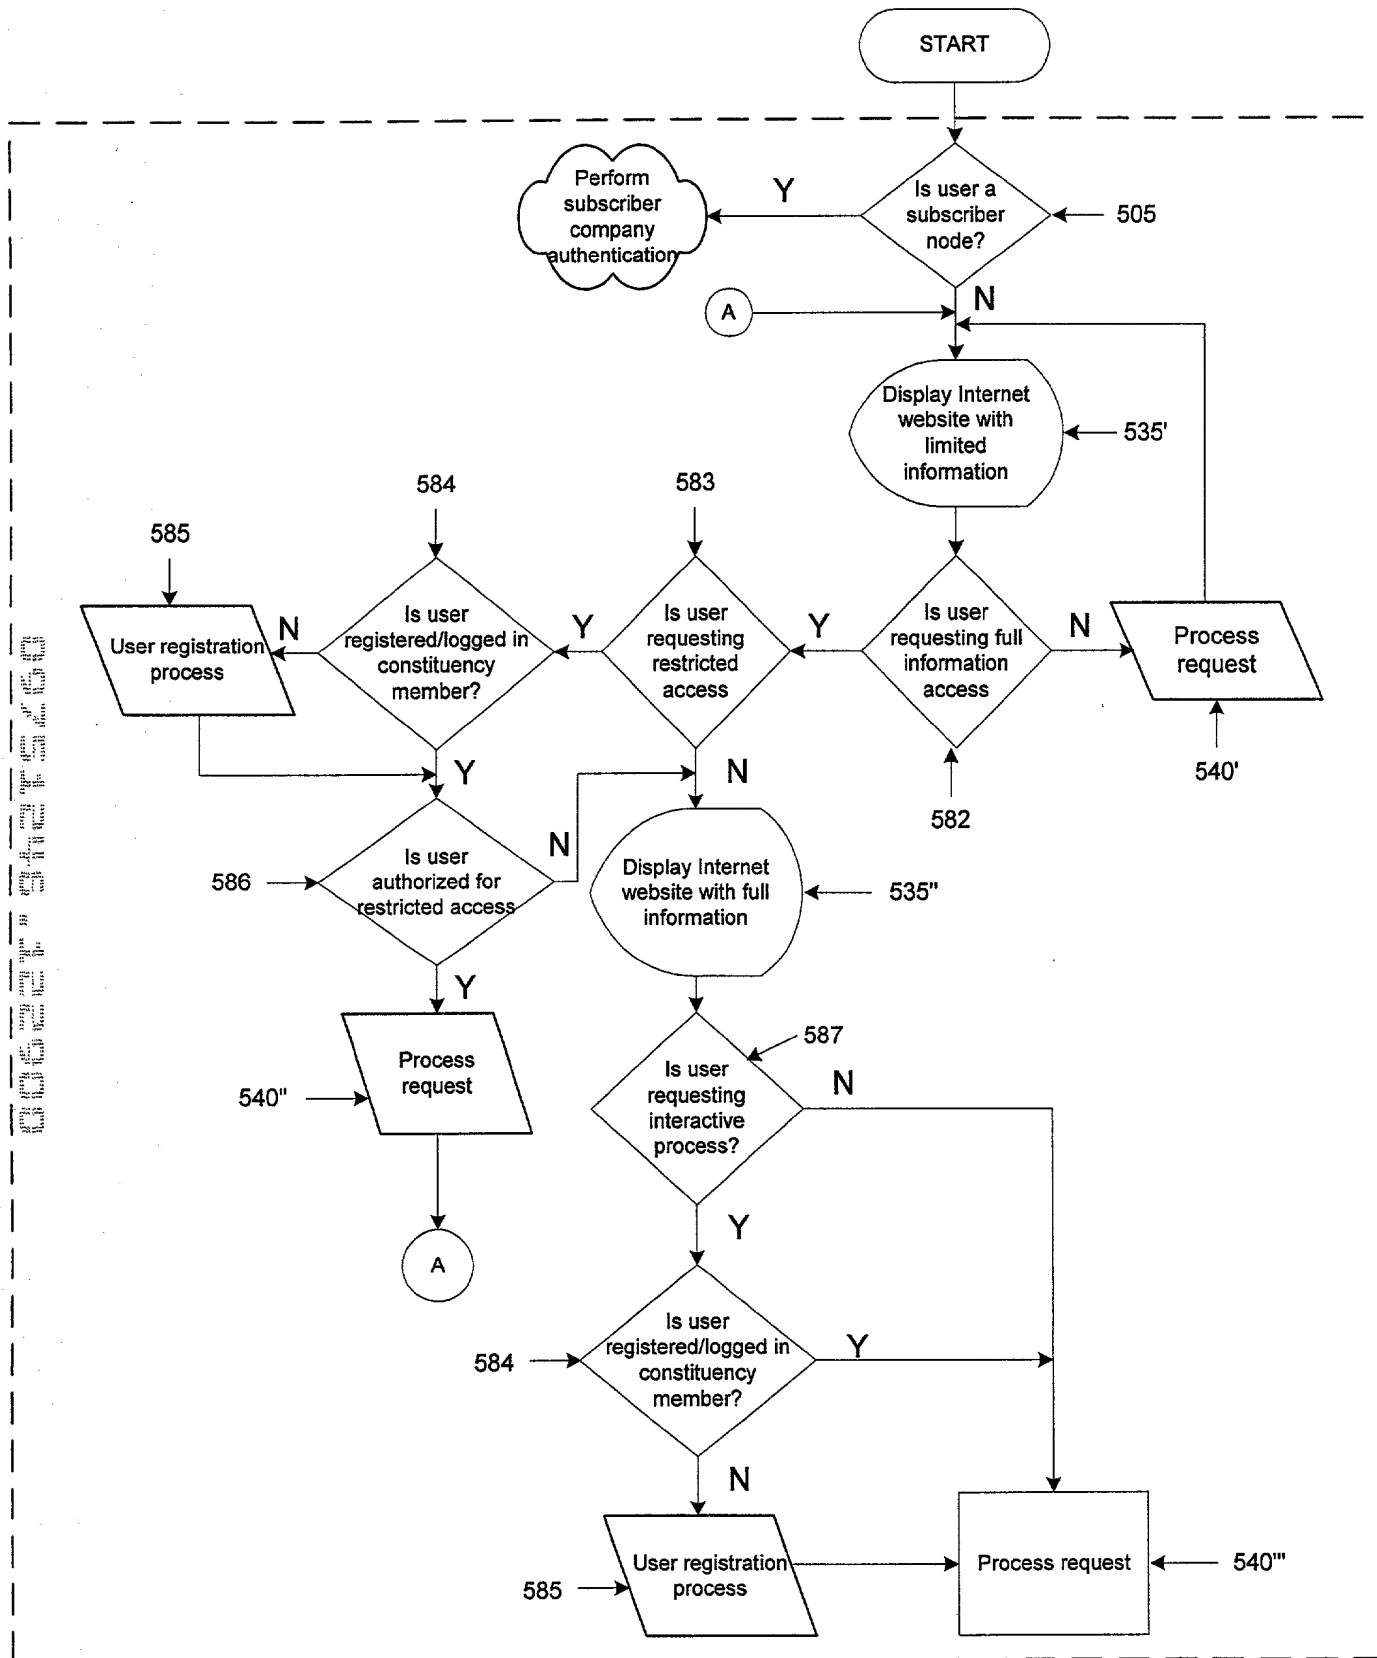 START
Perform
subscriber
company
authentication
Y
Is user a
subscriber
node?
505
N
A
Display Internet
website with
limited
information
535'
584
583
585
Is user
registered/logged in
constituency
member?
Is user
requesting
restricted
access
Is user
requesting full
information
access
Process
request
User registration
process
N
Y
Y
N
540'
582
Y
N
N
586
Is user
authorized for
restricted access
Display Internet
website with full
information
535"
Y
587
Process
request
540"
Is user
requesting
interactive
process?
N
Y
A
584
Is user
registered/logged in
constituency
member?
Y
N
User registration
process
585
Process request
540'"